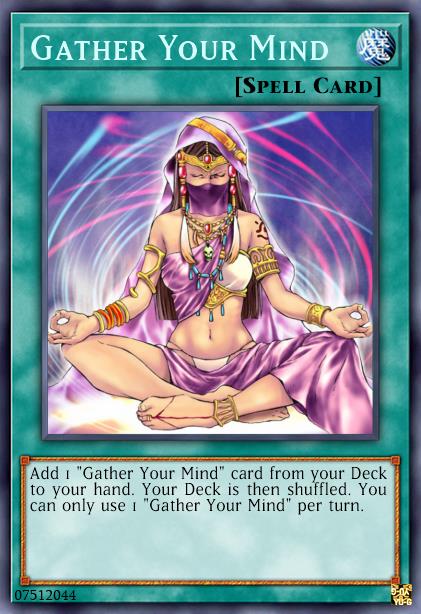 GATHER YOUR MIND
魔
[SPELL CARD]
Add 1 "Gather Your Mind" card from your Deck
to your hand. Your Deck is then shuffled. You
can only use 1 "Gather Your Mind" per turn.
07512044